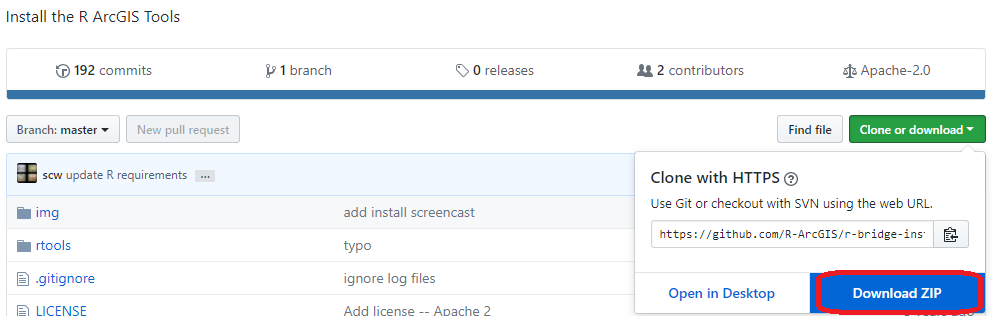 Install the R ArcGIS Tools
192 commits 1 branch 0 releases 2 contributors Apache-2.0
Branch: master New pull request Find file Clone or download
scw update R requirements ...
Clone with HTTPS ?
Use Git or checkout with SVN using the web URL.
img add install screencast
https://github.com/R-ArcGIS/r-bridge-ins
rtools typo
.gitignore ignore log files
Open in Desktop Download ZIP
LICENSE Add license -- Apache 2